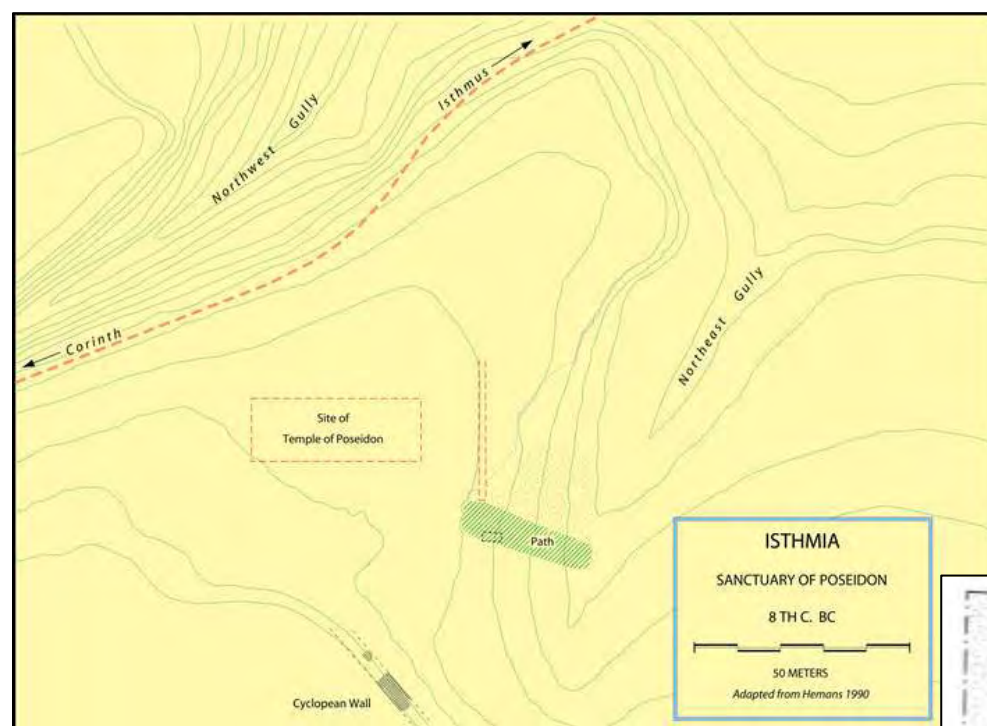 Isthmus
Northwest Gully
Corinth
Northeast Gully
Site of
Temple of Poseidon
Path
Cyclopean Wall
ISTHMIA
SANCTUARY OF POSEIDON
8 TH C. BC
50 METERS
Adapted from Hemans 1990